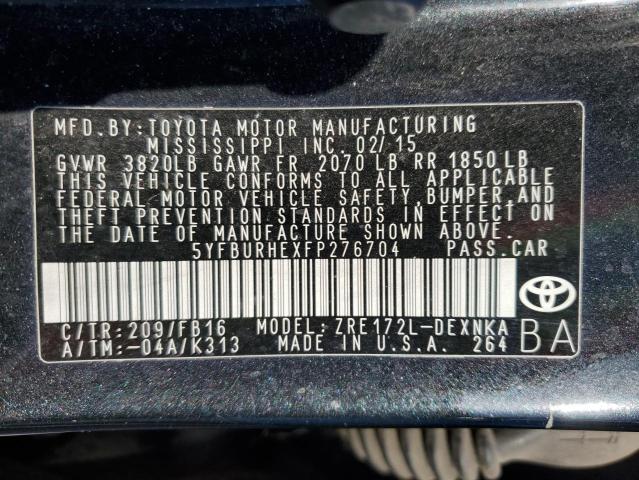 MFD.BY:TOYOTA MOTOR MANUFACTURING
MISSISSIPPI INC. 02/15
GVWR 3820LB GAWR FR 2070 LB RR 1850 LB
THIS VEHICLE CONFORMS TO ALL APPLICABLE
FEDERAL MOTOR VEHICLE SAFETY,BUMPER,AND
THEFT PREVENTION STANDARDS IN EFFECT ON
THE DATE OF MANUFACTURE SHOWN ABOVE.
5YFBURHEXFP276704 PASS.CAR
C/TR:209/FB16 MODEL:ZRE172L-DEXNKA
A/TM:-04A/K313 MADE IN U.S.A. 264
BA